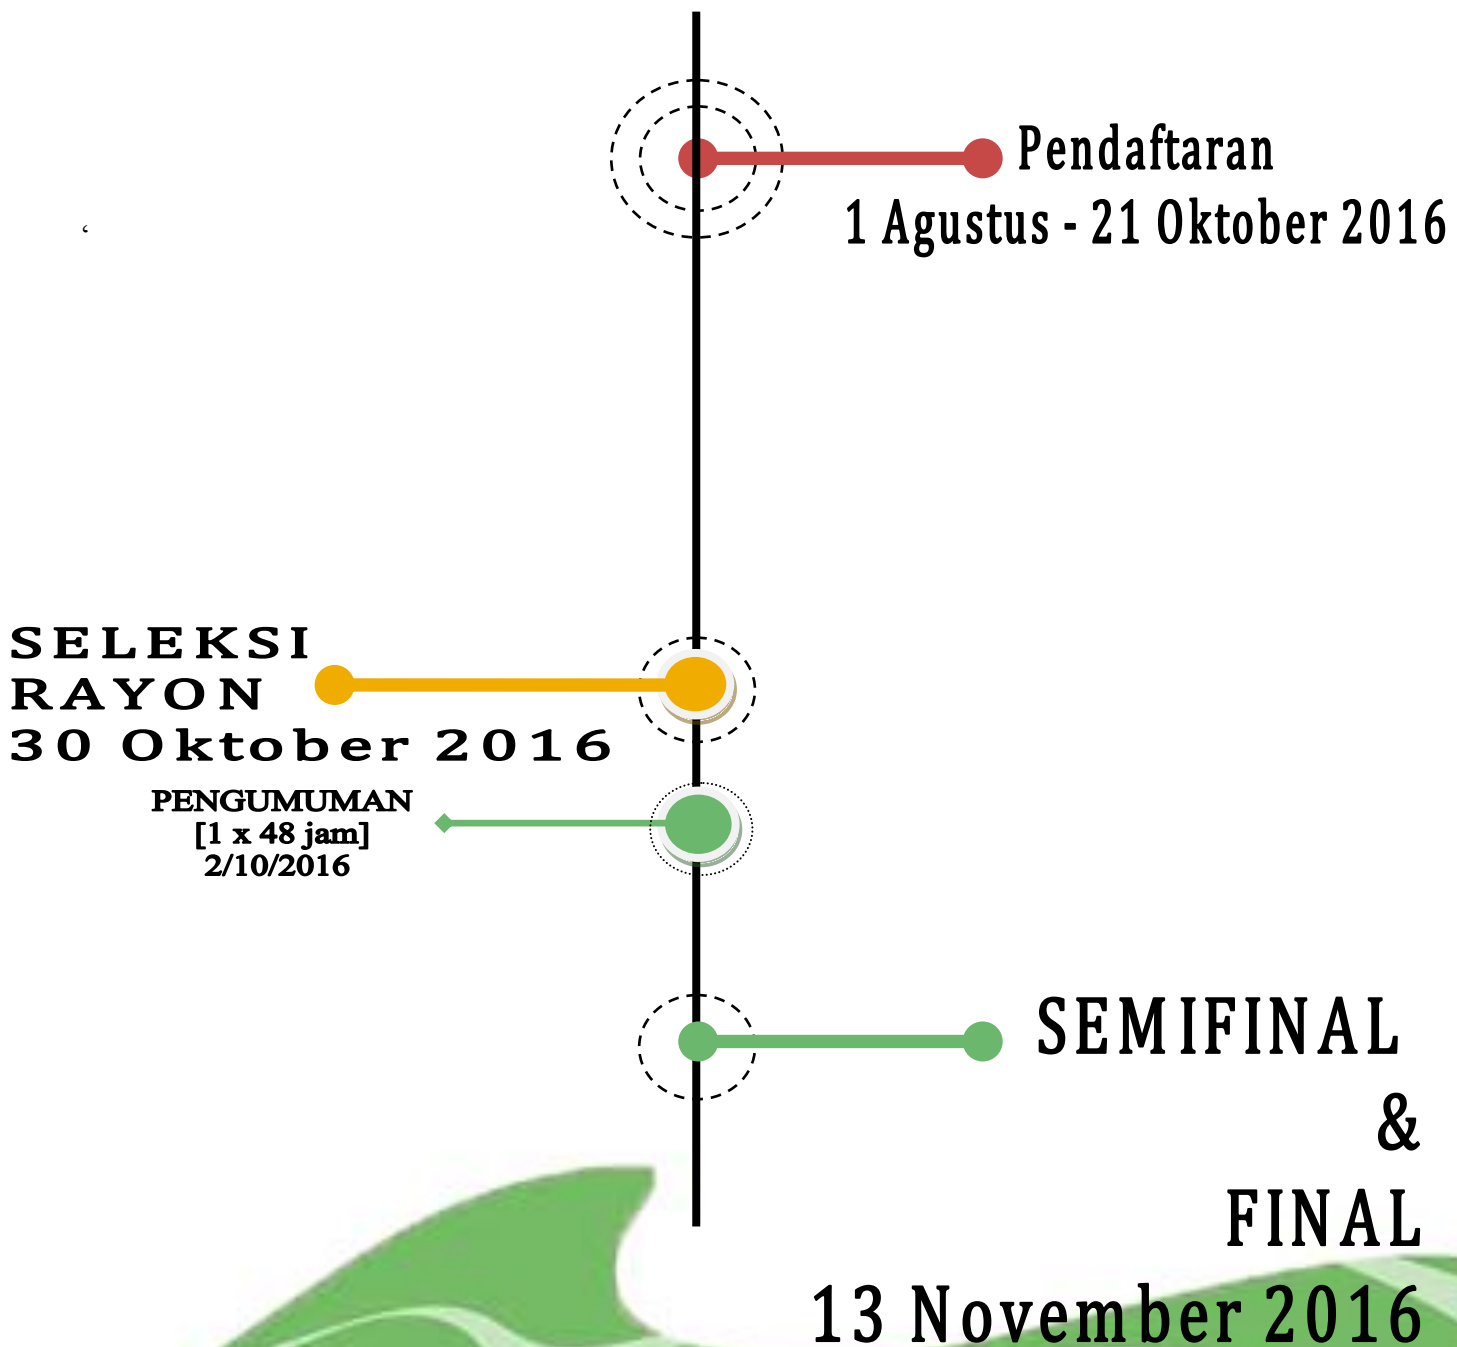 Pendaftaran
1 Agustus - 21 Oktober 2016
‘
SELEKSI
RAYON
30 Oktober 2016
PENGUMUMAN
[1 x 48 jam]
2/10/2016
SEMIFINAL
&
FINAL
13 November 2016